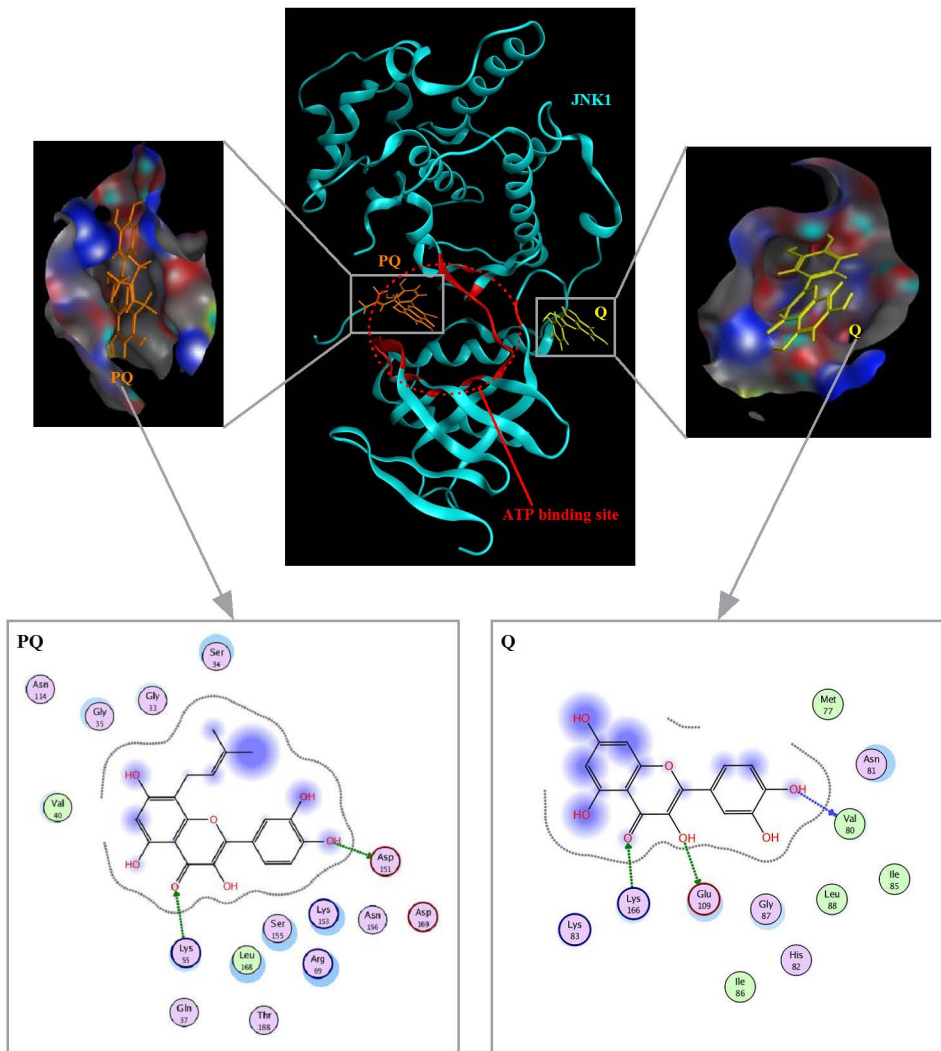 JNK1
PQ
Q
PQ
Q
ATP binding site
PQ
Ser
34
Asn
114
Gly
35
Gly
33
Val
40
HO
O
OH
OH
HO
O
OH
Asp
151
Lys
55
Ser
155
Lys
153
Asn
156
Asp
169
Leu
168
Arg
69
Gln
37
Thr
188
Q
Met
77
HO
O
Asn
81
OH
Val
80
HO
O
OH
HO
Ile
85
Lys
166
Glu
109
Leu
88
Lys
83
Gly
87
His
82
Ile
86